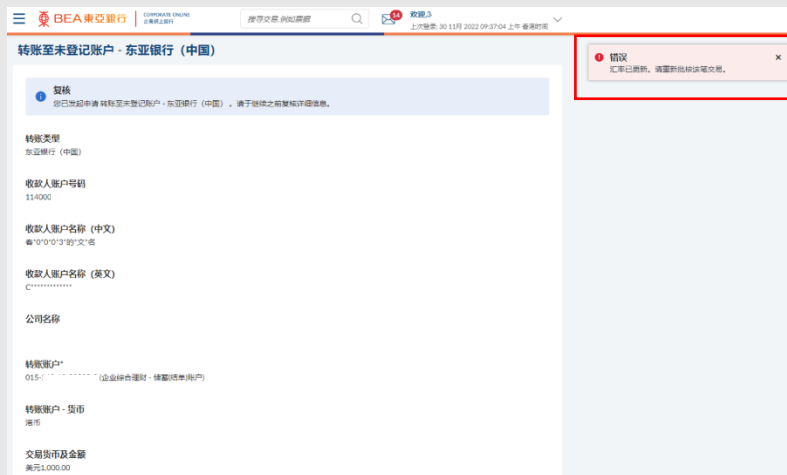 BEA東亞銀行
CORPORATE ONLINE
企業網上銀行
搜寻交易,例如票据
14
欢迎,3
上次登录: 30 11月 2022 09:37:04 上午 香港时间
转账至未登记账户 - 东亚银行（中国）
错误
汇率已更新。请重新批核该笔交易。
复核
您已发起申请 转账至未登记账户 - 东亚银行（中国） 。请于继续之前复核详细信息。
转账类型
东亚银行（中国）
收款人账户号码
114000
收款人账户名称（中文）
春*0*0*0*3*的*文*名
收款人账户名称（英文）
C************
公司名称
转账账户*
015- (企业综合理财 - 储蓄(结单)账户)
转账账户 - 货币
港币
交易货币及金额
美元1,000.00